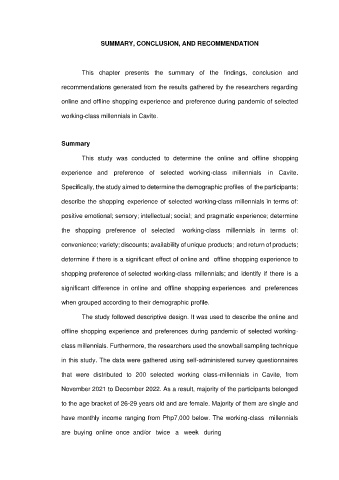 SUMMARY, CONCLUSION, AND RECOMMENDATION
This chapter presents the summary of the findings, conclusion and
recommendations generated from the results gathered by the researchers regarding
online and offline shopping experience and preference during pandemic of selected
working-class millennials in Cavite.
Summary
This study was conducted to determine the online and offline shopping
experience and preference of selected working-class millennials in Cavite.
Specifically, the study aimed to determine the demographic profiles of the participants;
describe the shopping experience of selected working-class millennials in terms of:
positive emotional; sensory; intellectual; social; and pragmatic experience; determine
the shopping preference of selected working-class millennials in terms of:
convenience; variety; discounts; availability of unique products; and return of products;
determine if there is a significant effect of online and offline shopping experience to
shopping preference of selected working-class millennials; and identify if there is a
significant difference in online and offline shopping experiences and preferences
when grouped according to their demographic profile.
The study followed descriptive design. It was used to describe the online and
offline shopping experience and preferences during pandemic of selected working-
class millennials. Furthermore, the researchers used the snowball sampling technique
in this study. The data were gathered using self-administered survey questionnaires
that were distributed to 200 selected working class-millennials in Cavite, from
November 2021 to December 2022. As a result, majority of the participants belonged
to the age bracket of 26-29 years old and are female. Majority of them are single and
have monthly income ranging from Php7,000 below. The working-class millennials
are buying online once and/or twice a week during